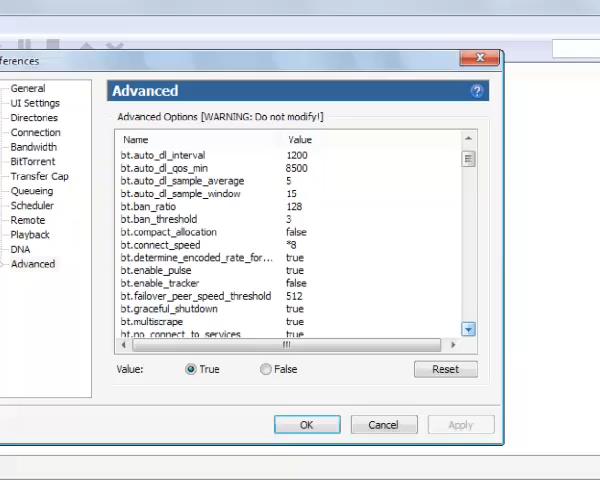 ferences
General
UI Settings
Directories
Connection
Bandwidth
BitTorrent
Transfer Cap
Queueing
Scheduler
Remote
Playback
DNA
Advanced
Advanced
Advanced Options [WARNING: Do not modify!]
Name Value
bt.auto_dl_interval 1200
bt.auto_dl_qos_min 8500
bt.auto_dl_sample_average 5
bt.auto_dl_sample_window 15
bt.ban_ratio 128
bt.ban_threshold 3
bt.compact_allocation false
bt.connect_speed *8
bt.determine_encoded_rate_for... true
bt.enable_pulse true
bt.enable_tracker false
bt.failover_peer_speed_threshold 512
bt.graceful_shutdown true
bt.multiscrape true
bt.no_connect_to_services true
Value: True False Reset
OK Cancel Apply